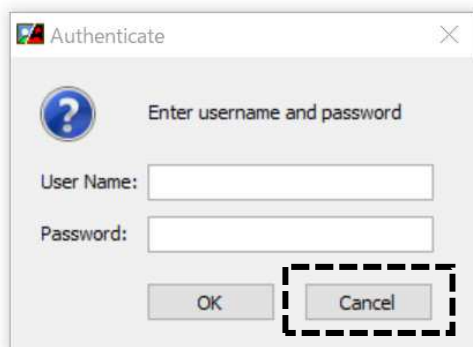 Authenticate
Enter username and password
User Name:
Password:
OK Cancel